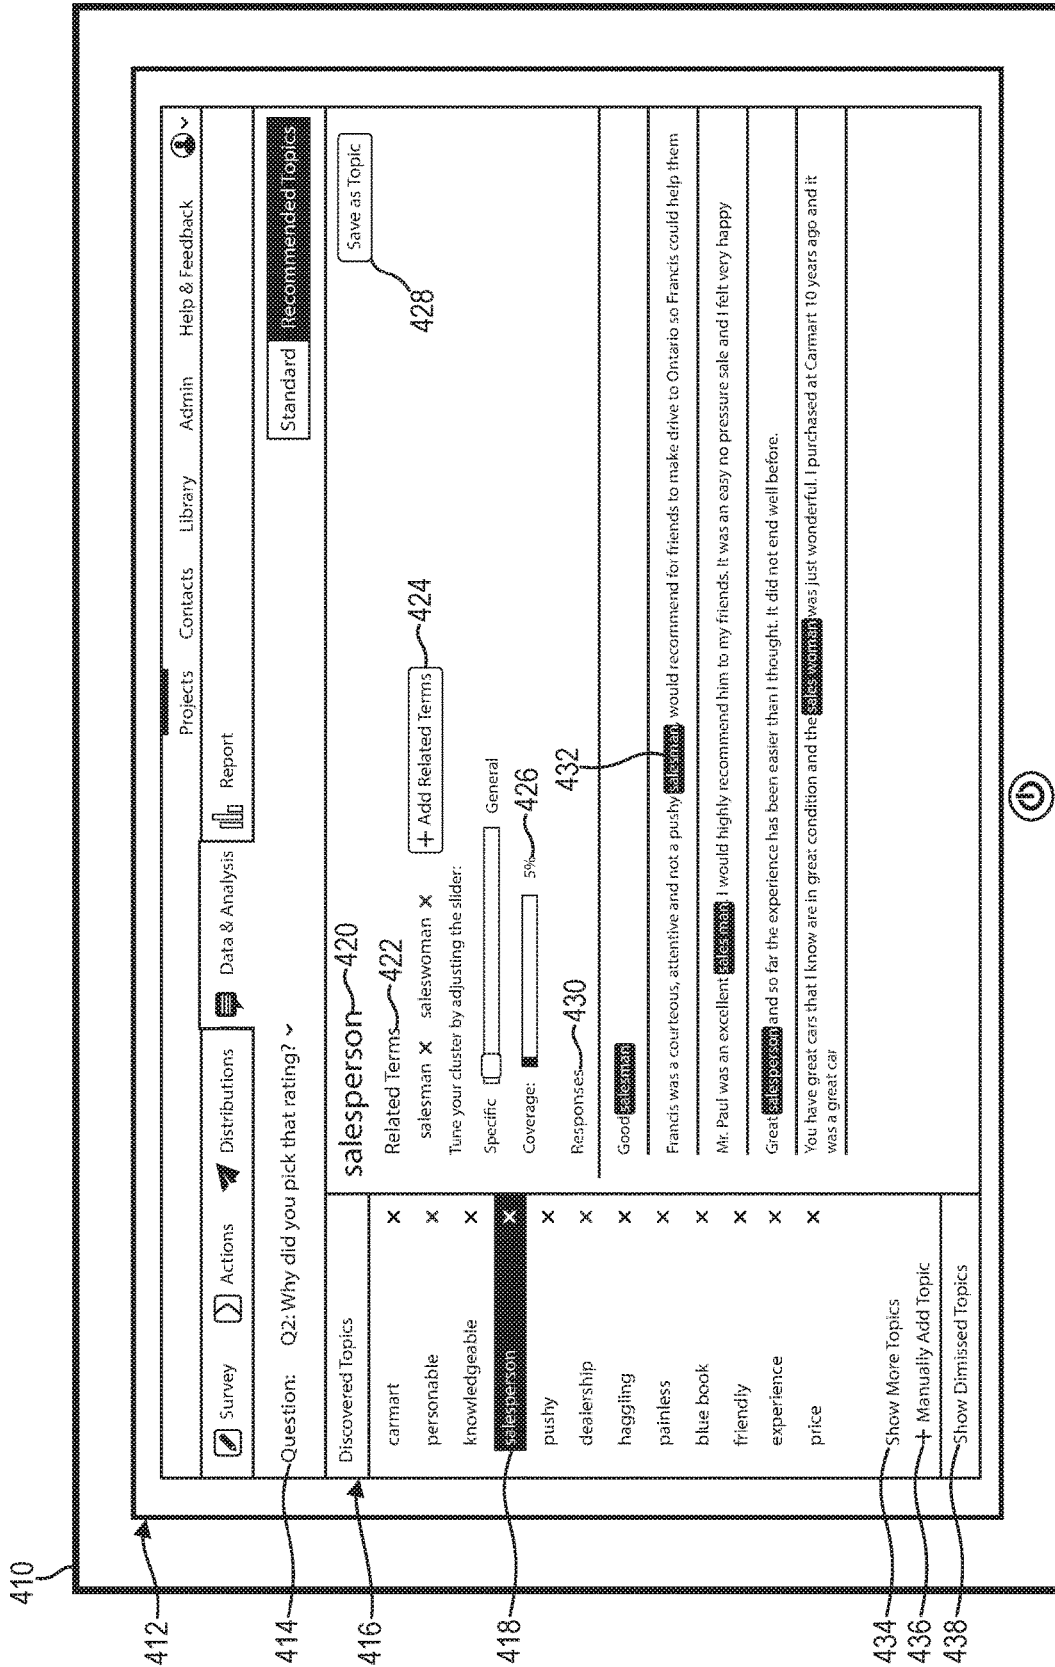 410
412
Projects Contacts Library Admin Help & Feedback
Survey Actions Distributions Data & Analysis Report
414
Question: Q2: Why did you pick that rating?
Standard Recommended Topics
416
Discovered Topics
carmart ×
personable ×
knowledgeable ×
418
salesperson ×
pushy ×
dealership ×
haggling ×
painless ×
blue book ×
friendly ×
experience ×
price ×
434
Show More Topics
436
+ Manually Add Topic
438
Show Dimissed Topics
salesperson 420
Save as Topic
428
Related Terms 422
salesman × saleswoman × + Add Related Terms 424
Tune your cluster by adjusting the slider:
Specific General
Coverage: 5% 426
Responses 430
432
Good salesman
Francis was a courteous, attentive and not a pushy salesman, would recommend for friends to make drive to Ontario so Francis could help them
Mr. Paul was an excellent sales man, I would highly recommend him to my friends. It was an easy no pressure sale and I felt very happy
Great salesperson and so far the experience has been easier than I thought. It did not end well before.
You have great cars that I know are in great condition and the sales woman was just wonderful. I purchased at Carmart 10 years ago and it
was a great car